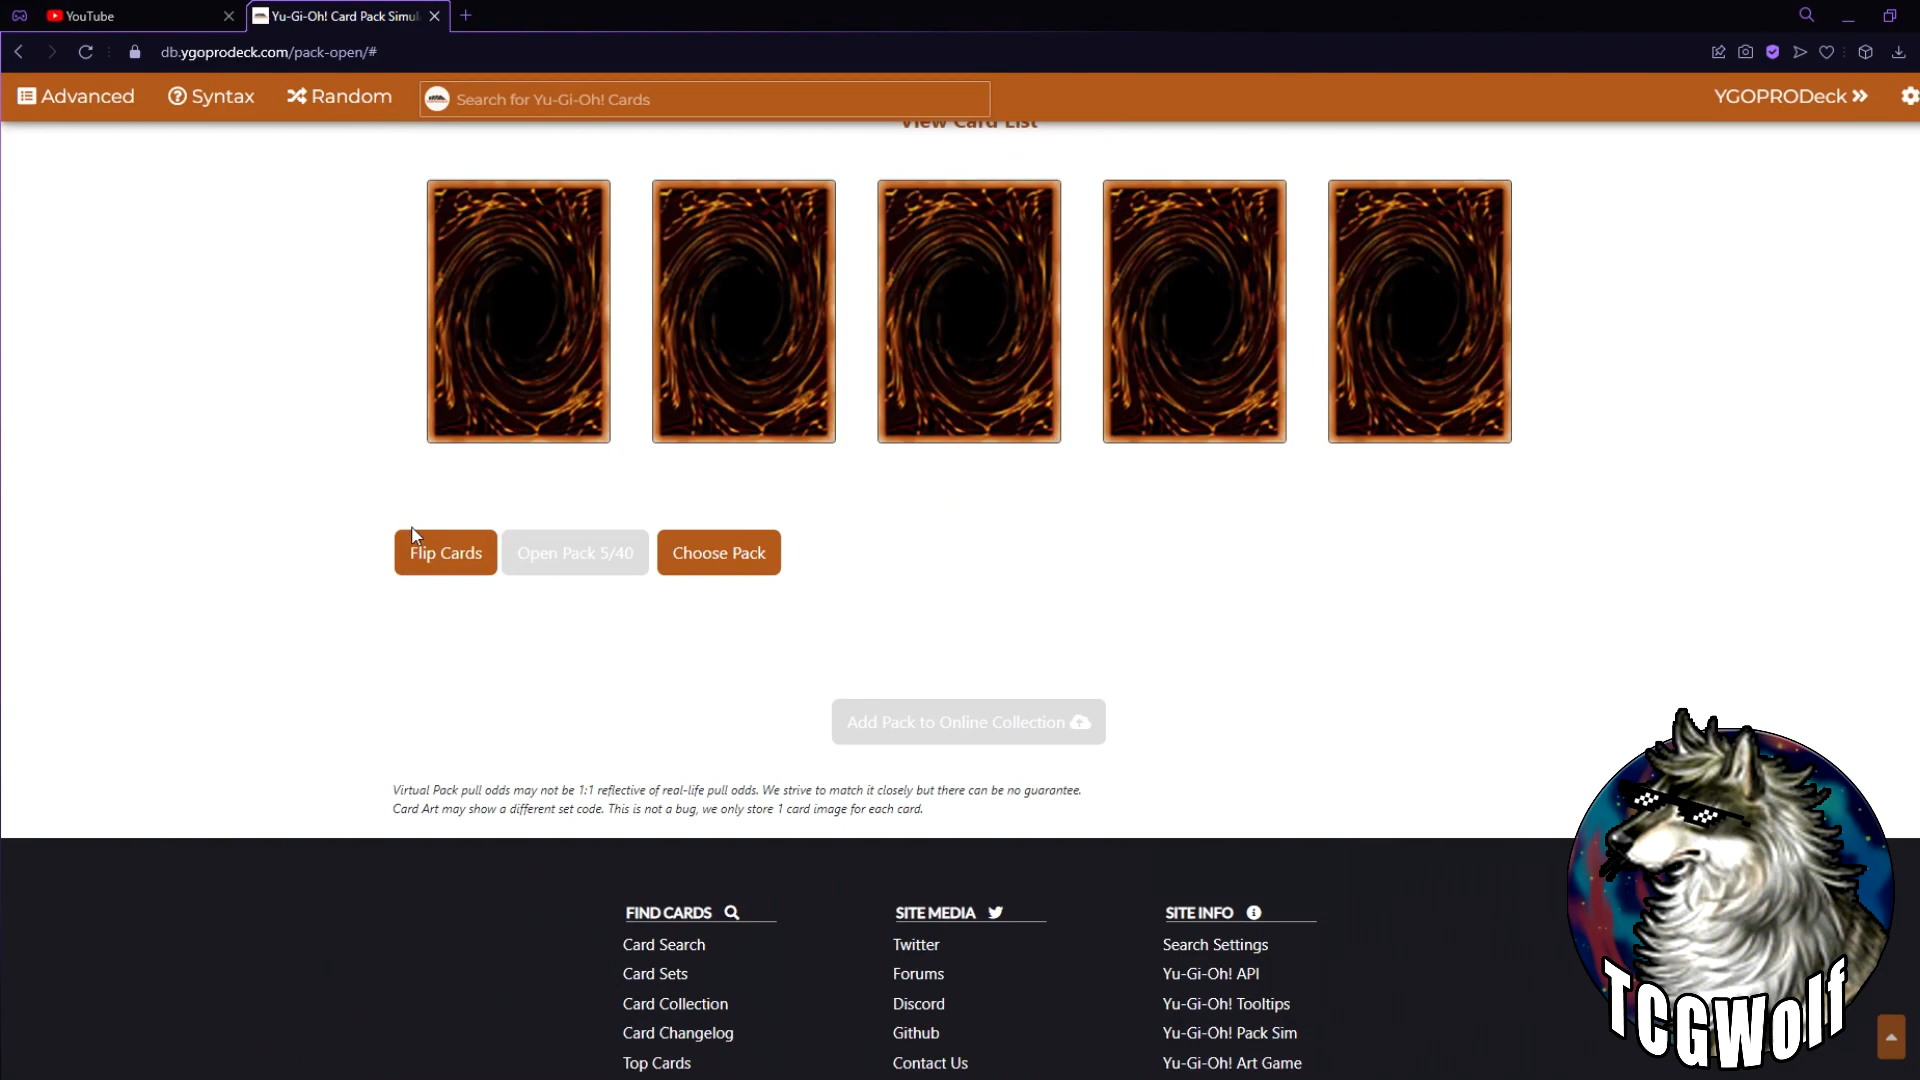 YouTube
Yu-Gi-Oh! Card Pack Simul
db.ygoprodeck.com/pack-open/#
Advanced
Syntax
Random
Search for Yu-Gi-Oh! Cards
YGOPRODeck
View Card List
Flip Cards
Open Pack 5/40
Choose Pack
Add Pack to Online Collection
Virtual Pack pull odds may not be 1:1 reflective of real-life pull odds. We strive to match it closely but there can be no guarantee.
Card Art may show a different set code. This is not a bug, we only store 1 card image for each card.
FIND CARDS
Card Search
Card Sets
Card Collection
Card Changelog
Top Cards
SITE MEDIA
Twitter
Forums
Discord
Github
Contact Us
SITE INFO
Search Settings
Yu-Gi-Oh! API
Yu-Gi-Oh! Tooltips
Yu-Gi-Oh! Pack Sim
Yu-Gi-Oh! Art Game
TCGWolf